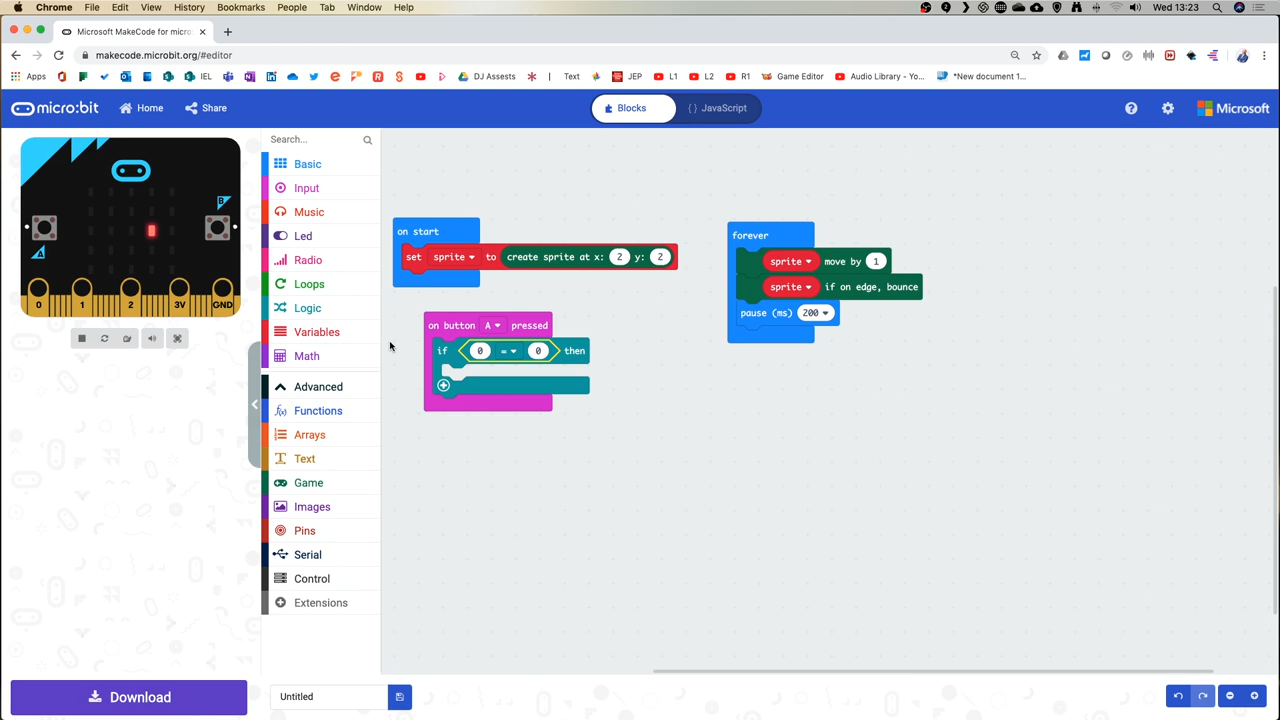 Chrome File Edit View History Bookmarks People Tab Window Help
Wed 13:23
Microsoft MakeCode for micro
makecode.microbit.org/#editor
Apps IEL DJ Assests Text JEP L1 L2 R1 Game Editor Audio Library - Yo... *New document 1...
micro:bit Home Share Blocks {} JavaScript Microsoft
Search...
Basic
Input
Music
Led
Radio
Loops
Logic
Variables
Math
Advanced
Functions
Arrays
Text
Game
Images
Pins
Serial
Control
Extensions
A
B
0 1 2 3V GND
on start
set sprite to create sprite at x: 2 y: 2
on button A pressed
if 0 = 0 then
forever
sprite move by 1
sprite if on edge, bounce
pause (ms) 200
Download
Untitled